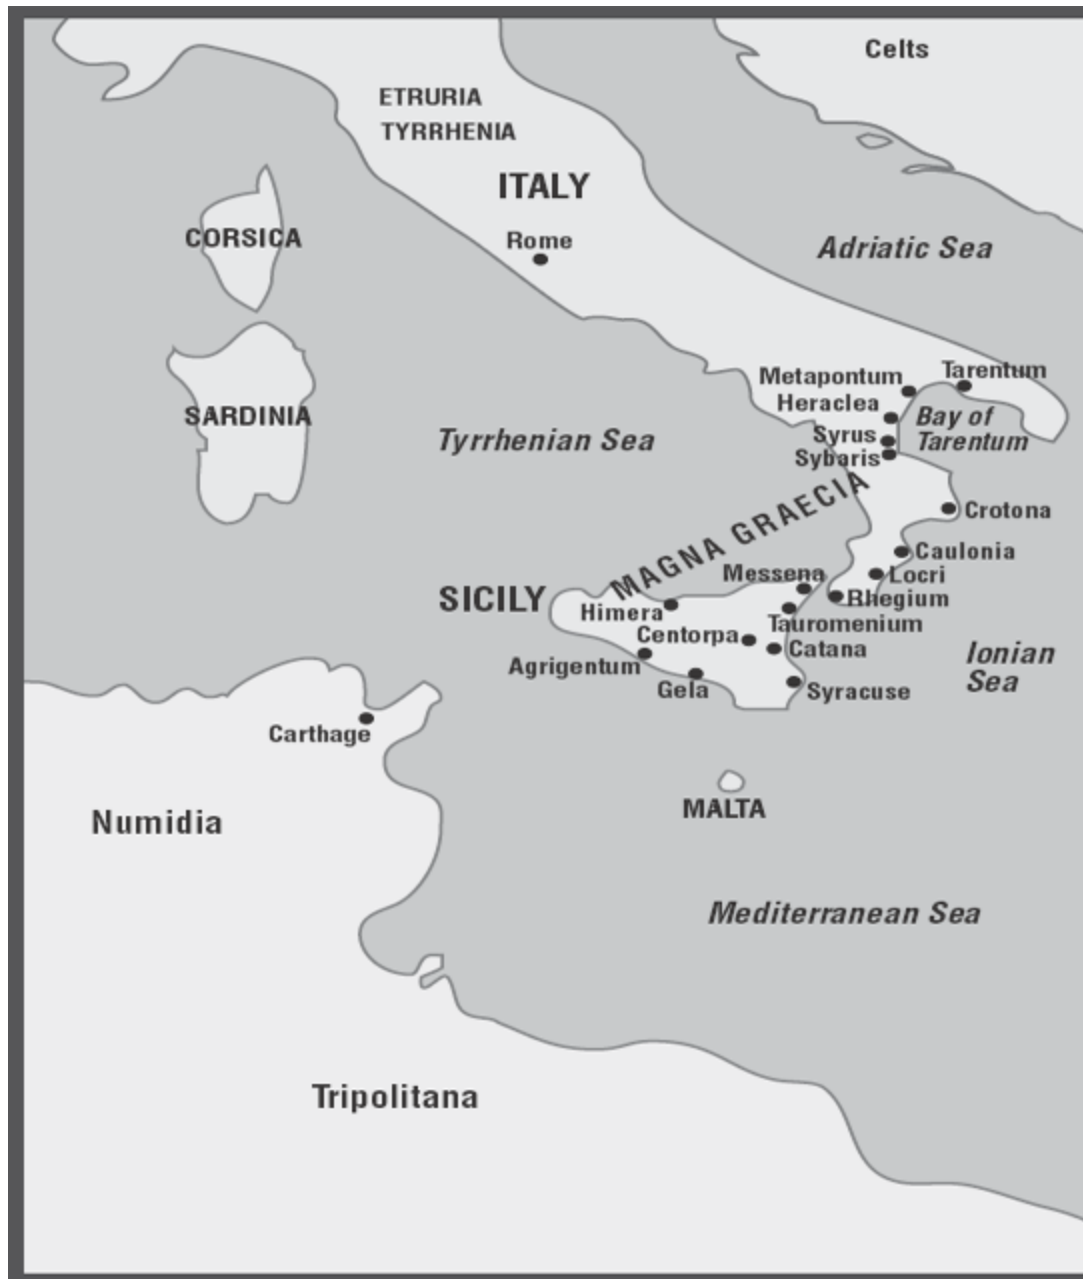 Celts
ETRURIA
TYRRHENIA
ITALY
CORSICA
Rome
Adriatic Sea
Tarentum
Metapontum
Heraclea
SARDINIA
Bay of
Tarentum
Syrus
Tyrrhenian Sea
Sybaris
MAGNA GRAECIA
Crotona
Caulonia
Messena
Locri
SICILY
Rhegium
Himera
Tauromenium
Centorpa
Catana
Ionian
Sea
Agrigentum
Gela
Syracuse
Carthage
MALTA
Numidia
Mediterranean Sea
Tripolitana